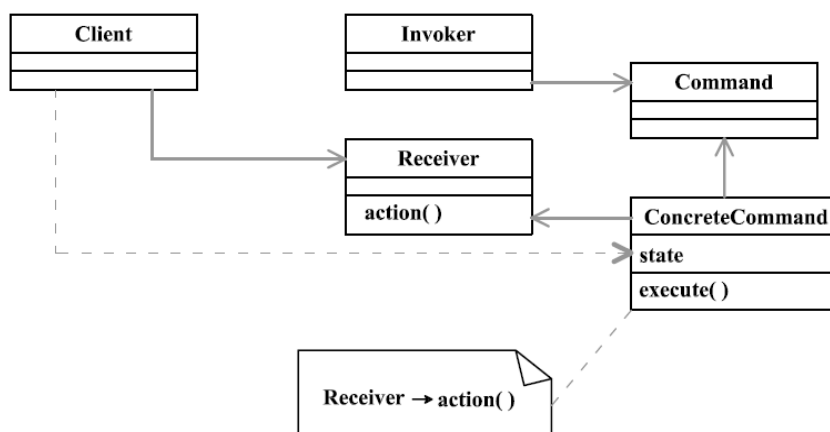 Client
Invoker
Command
Receiver
action( )
ConcreteCommand
state
execute( )
Receiver → action( )